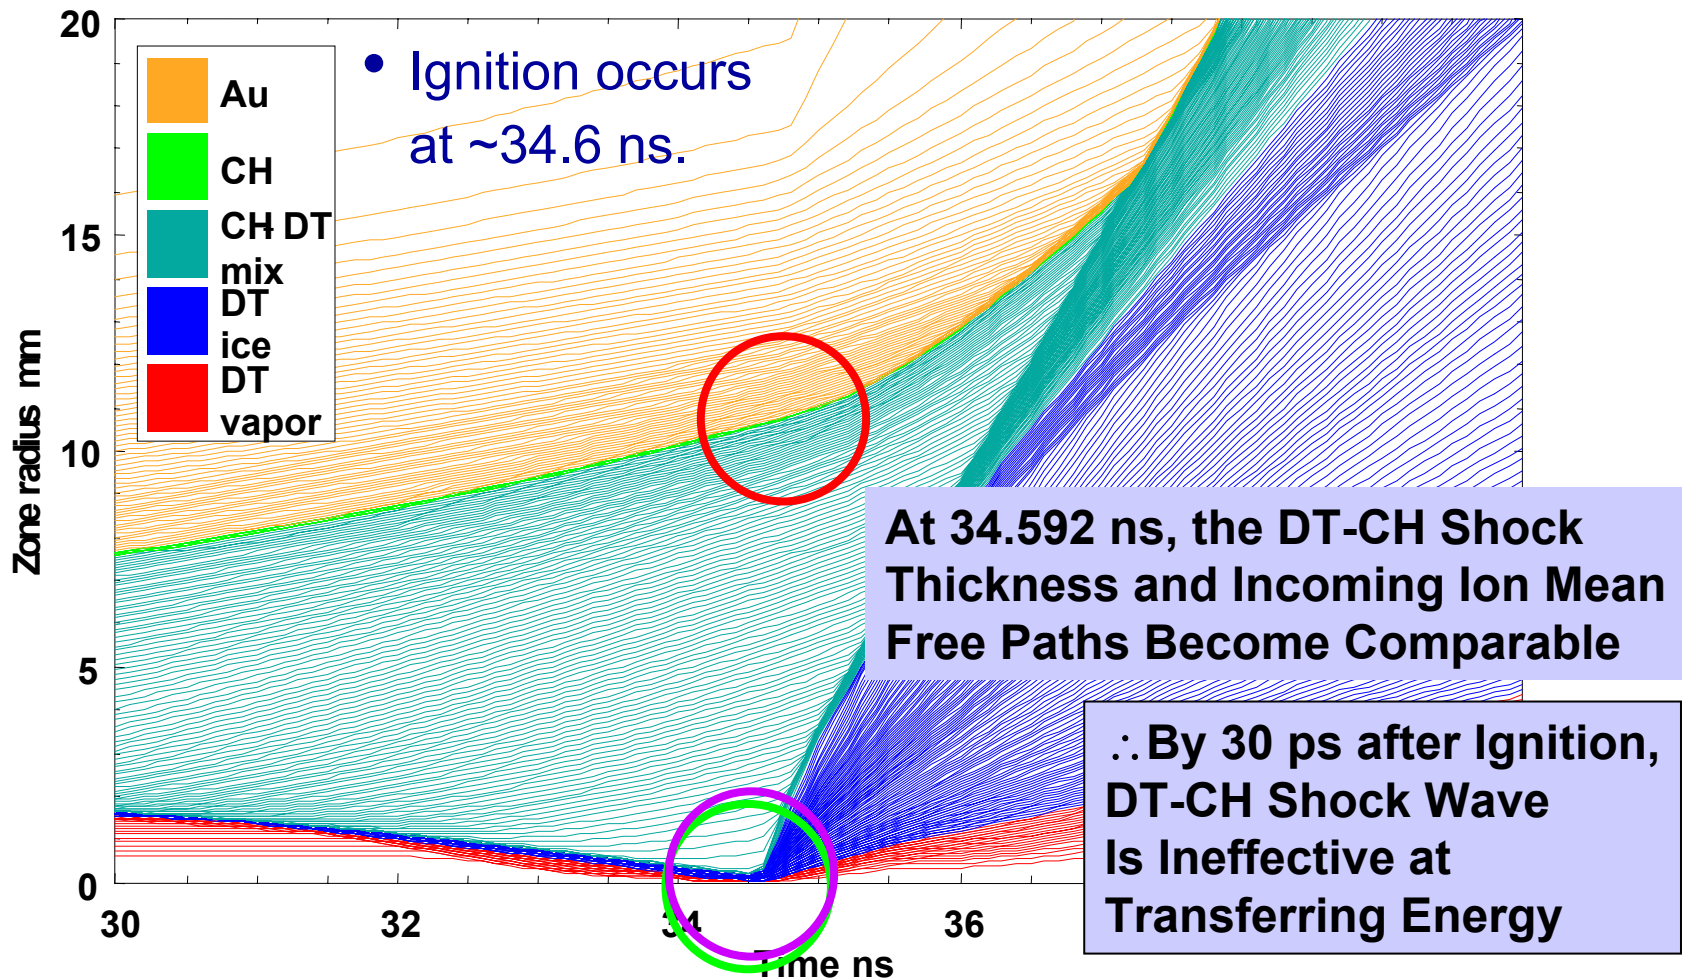 20
15
10
5
0
Zone radius mm
Au
CH
CH- DT
mix
DT
ice
DT
vapor
• Ignition occurs
at ~34.6 ns.
At 34.592 ns, the DT-CH Shock
Thickness and Incoming Ion Mean
Free Paths Become Comparable
∴By 30 ps after Ignition,
DT-CH Shock Wave
Is Ineffective at
Transferring Energy
30
32
34
36
Time ns